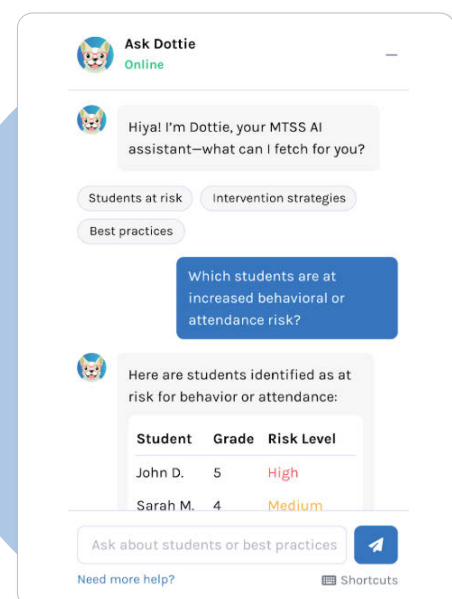 Ask Dottie
Online
Hiya! I'm Dottie, your MTSS AI
assistant—what can I fetch for you?
Students at risk
Intervention strategies
Best practices
Which students are at
increased behavioral or
attendance risk?
Here are students identified as at
risk for behavior or attendance:
Student Grade Risk Level
John D. 5 High
Sarah M. 4 Medium
Ask about students or best practices
Need more help?
Shortcuts